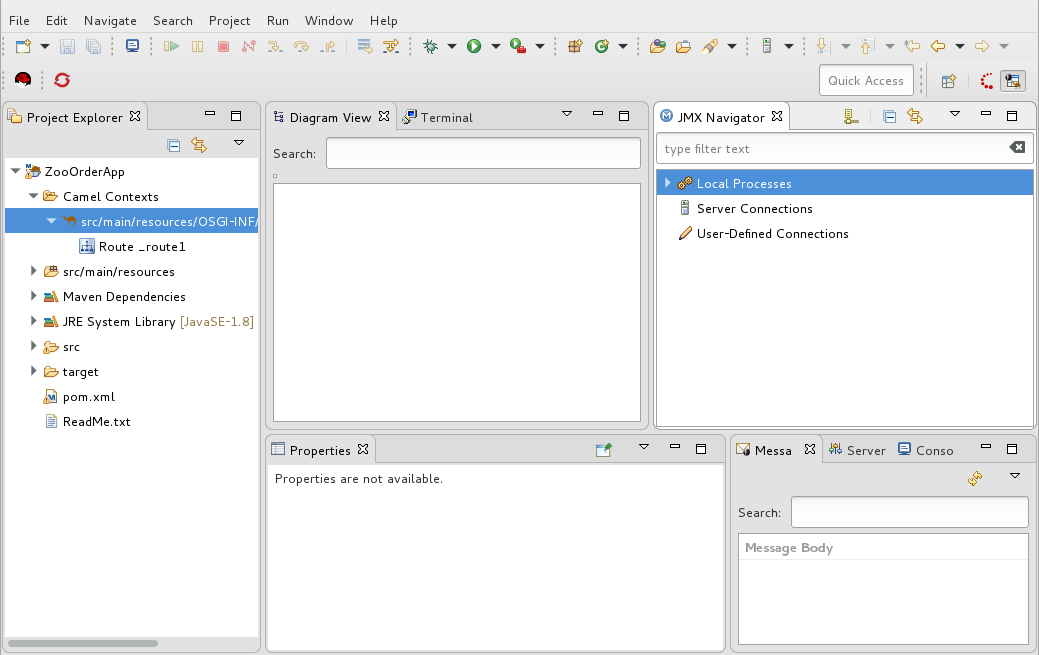 File Edit Navigate Search Project Run Window Help
Quick Access
Project Explorer
ZooOrderApp
Camel Contexts
src/main/resources/OSGI-INF/
Route _route1
src/main/resources
Maven Dependencies
JRE System Library [JavaSE-1.8]
src
target
pom.xml
ReadMe.txt
Diagram View Terminal
Search:
JMX Navigator
type filter text
Local Processes
Server Connections
User-Defined Connections
Properties
Properties are not available.
Messa Server Conso
Search:
Message Body